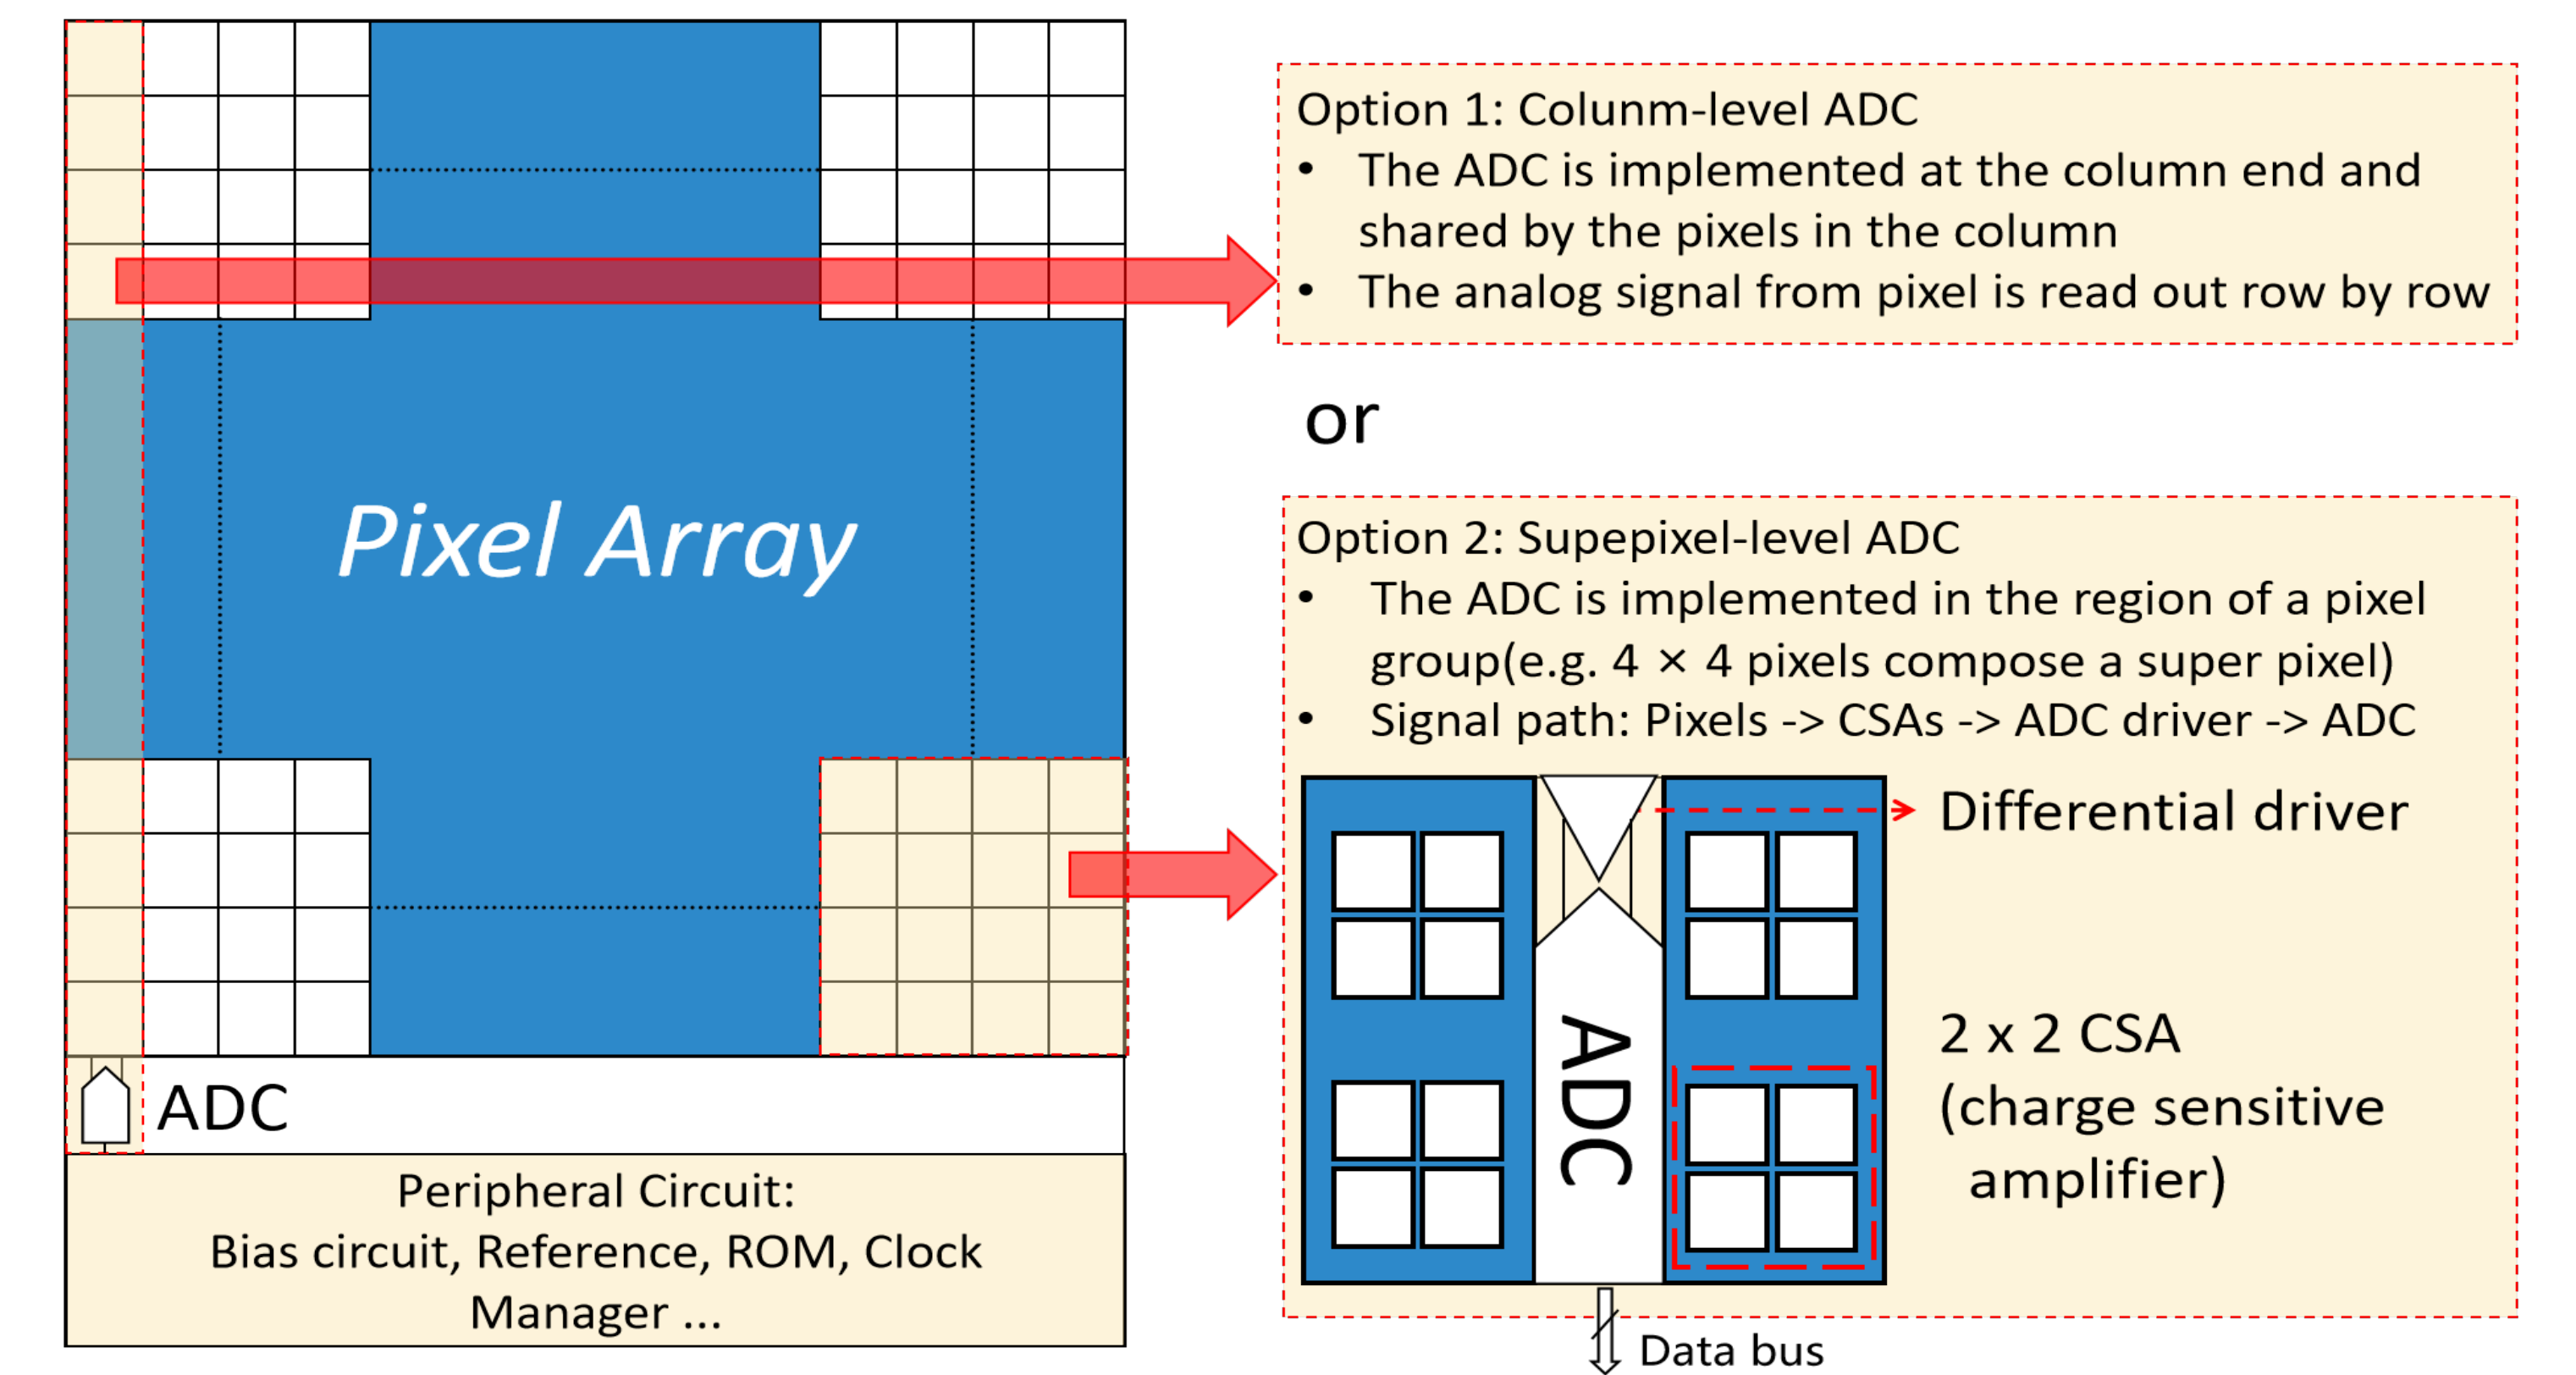 Pixel Array
ADC
Peripheral Circuit:
Bias circuit, Reference, ROM, Clock
Manager ...
Option 1: Colunm-level ADC
• The ADC is implemented at the column end and
shared by the pixels in the column
• The analog signal from pixel is read out row by row
or
Option 2: Supepixel-level ADC
• The ADC is implemented in the region of a pixel
group(e.g. 4 × 4 pixels compose a super pixel)
• Signal path: Pixels -> CSAs -> ADC driver -> ADC
Differential driver
ADC
2 x 2 CSA
(charge sensitive
amplifier)
Data bus